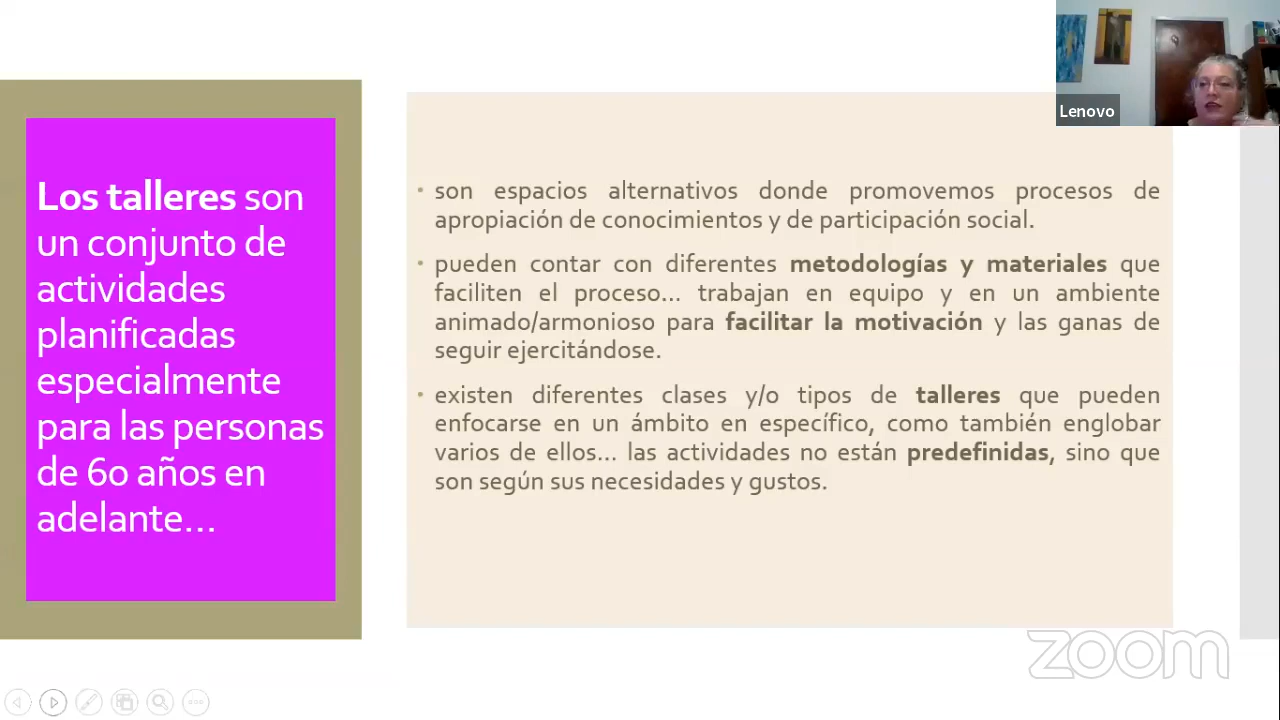 Los talleres son
un conjunto de
actividades
planificadas
especialmente
para las personas
de 60 años en
adelante...
son espacios alternativos donde promovemos procesos de
apropiación de conocimientos y de participación social.
pueden contar con diferentes metodologías y materiales que
faciliten el proceso... trabajan en equipo y en un ambiente
animado/armonioso para facilitar la motivación y las ganas de
seguir ejercitándose.
existen diferentes clases y/o tipos de talleres que pueden
enfocarse en un ámbito en específico, como también englobar
varios de ellos... las actividades no están predefinidas, sino que
son según sus necesidades y gustos.
Lenovo
zoom